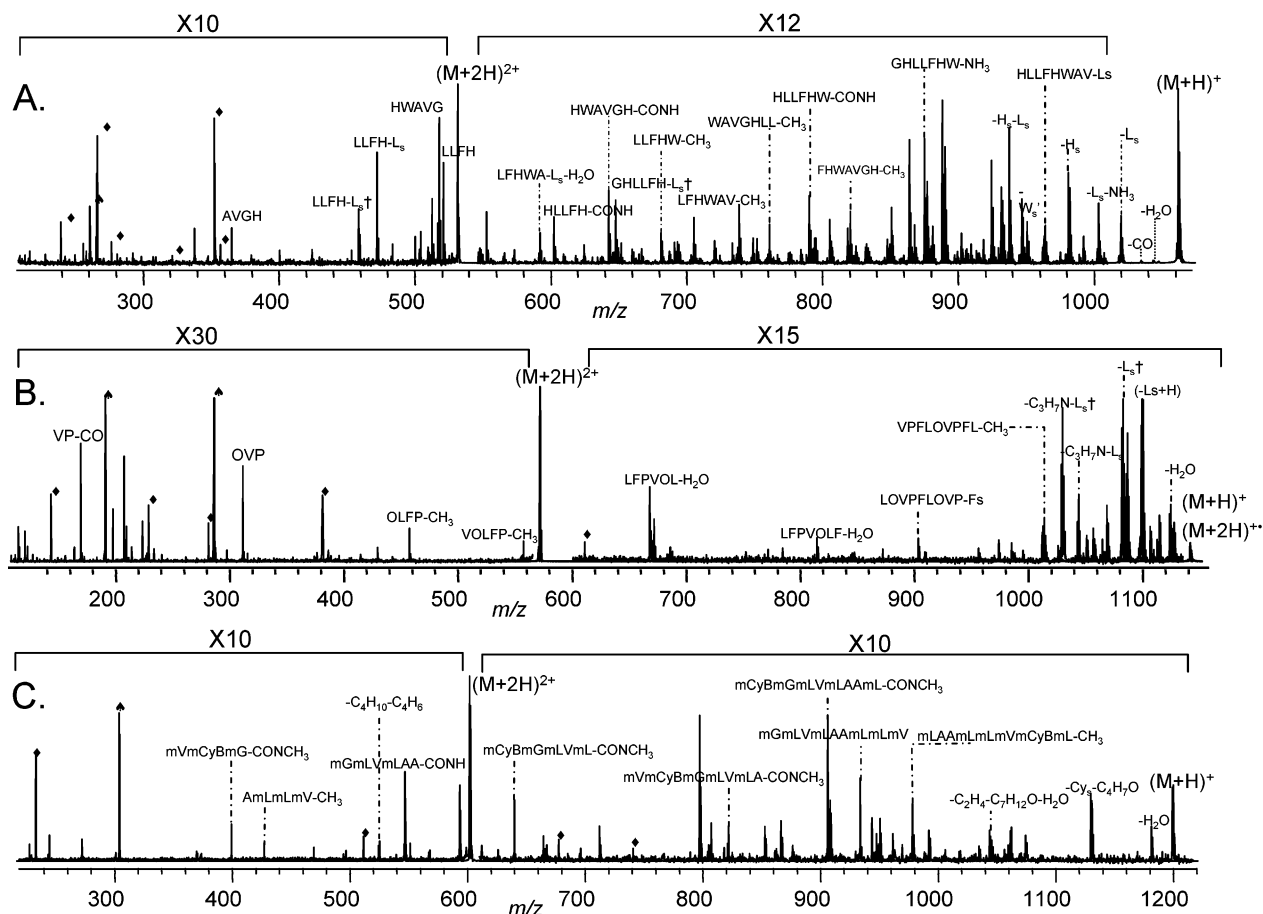 X10
X12
A.
(M+2H)²⁺
HWAVG
LLFH-Lₛ
LLFH
LLFH-Lₛ†
AVGH
HWAVGH-CONH
LLFHW-CH₃
LFHWA-Lₛ-H₂O
GHLLFH-Lₛ†
HLLFH-CONH
LFHWAV-CH₃
WAVGHLL-CH₃
HLLFHW-CONH
FHWAVGH-CH₃
GHLLFHW-NH₃
HLLFHWAV-Ls
-Hₛ-Lₛ
-Hₛ
-Wₛ
-Lₛ
-Lₛ-NH₃
-H₂O
-CO
(M+H)⁺
300 400 500 600 700 800 900 1000
m/z
X30
X15
B.
(M+2H)²⁺
VP-CO
OVP
OLFP-CH₃
VOLFP-CH₃
LFPVOL-H₂O
LFPVOLF-H₂O
LOVPFLOVP-Fs
VPFLOVPFL-CH₃
-C₃H₇N-Lₛ†
-C₃H₇N-Lₛ
-Lₛ†
(-Ls+H)
-H₂O
(M+H)⁺
(M+2H)⁺•
200 300 400 500 600 700 800 900 1000 1100
m/z
X10
X10
C.
(M+2H)²⁺
-C₄H₁₀-C₄H₆
mVmCyBmG-CONCH₃
mGmLVmLAA-CONH
AmLmLmV-CH₃
mCyBmGmLVmL-CONCH₃
mVmCyBmGmLVmLA-CONCH₃
mCyBmGmLVmLAAmL-CONCH₃
mGmLVmLAAmLmLmV
mLAAmLmLmVmCyBmL-CH₃
-C₂H₄-C₇H₁₂O-H₂O
-Cyₛ-C₄H₇O
-H₂O
(M+H)⁺
300 400 500 600 700 800 900 1000 1100 1200
m/z